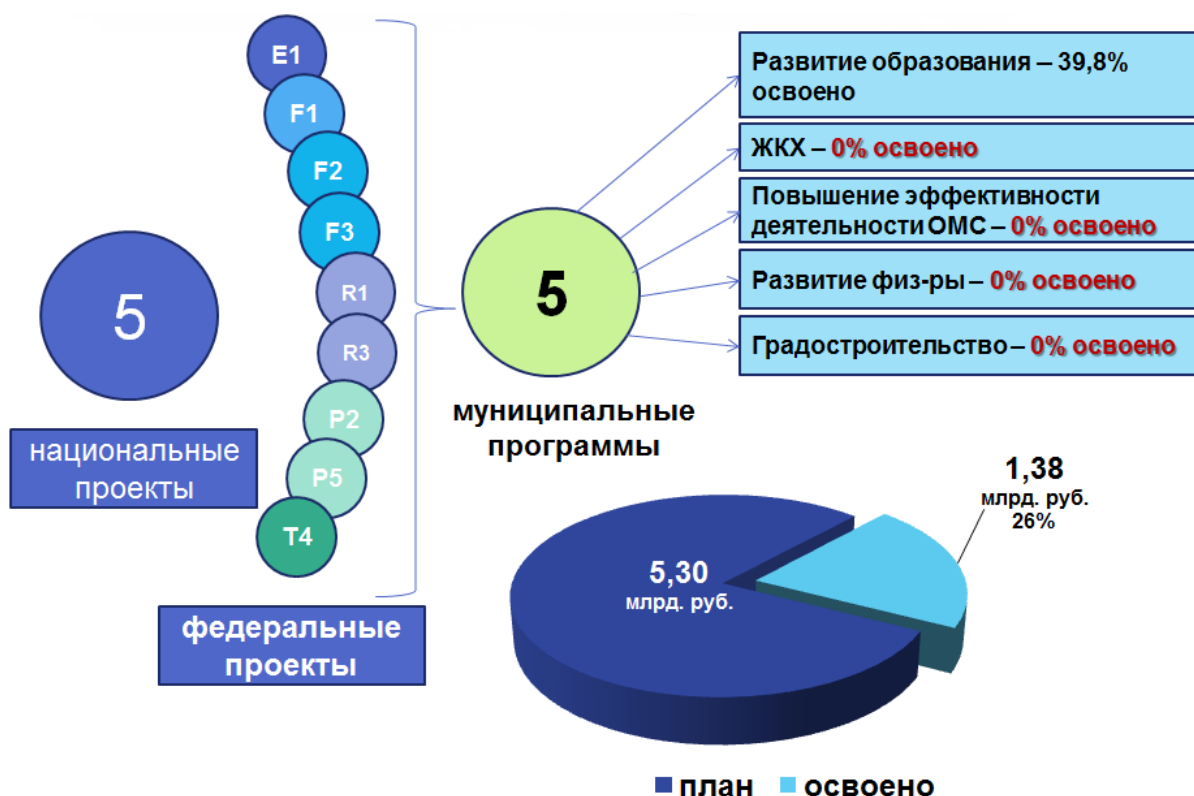 E1
F1
F2
F3
R1
R3
P2
P5
T4
5
национальные
проекты
федеральные
проекты
5
муниципальные
программы
Развитие образования – 39,8%
освоено
ЖКХ – 0% освоено
Повышение эффективности
деятельности ОМС – 0% освоено
Развитие физ-ры – 0% освоено
Градостроительство – 0% освоено
5,30
млрд. руб.
1,38
млрд. руб.
26%
план освоено